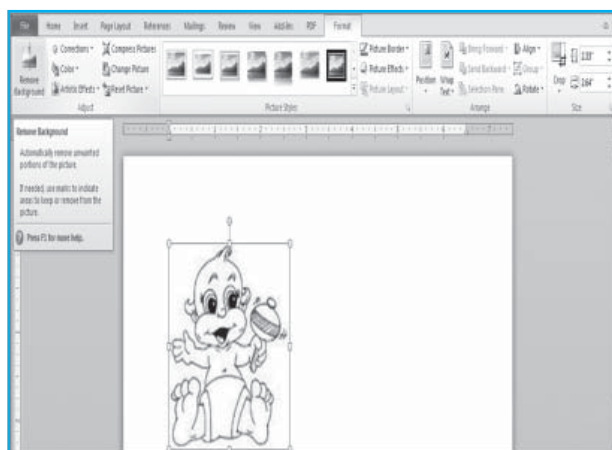 File Home Insert Page Layout References Mailings Review View Add-Ins PDF Format
Remove Background
Corrections
Color
Artistic Effects
Compress Pictures
Change Picture
Reset Picture
Adjust
Picture Styles
Picture Border
Picture Effects
Picture Layout
Position
Wrap Text
Bring Forward
Send Backward
Selection Pane
Align
Group
Rotate
Arrange
Crop
Size
Remove Background
Automatically remove unwanted
portions of the picture.
If needed, use marks to indicate
areas to keep or remove from the
picture.
Press F1 for more help.